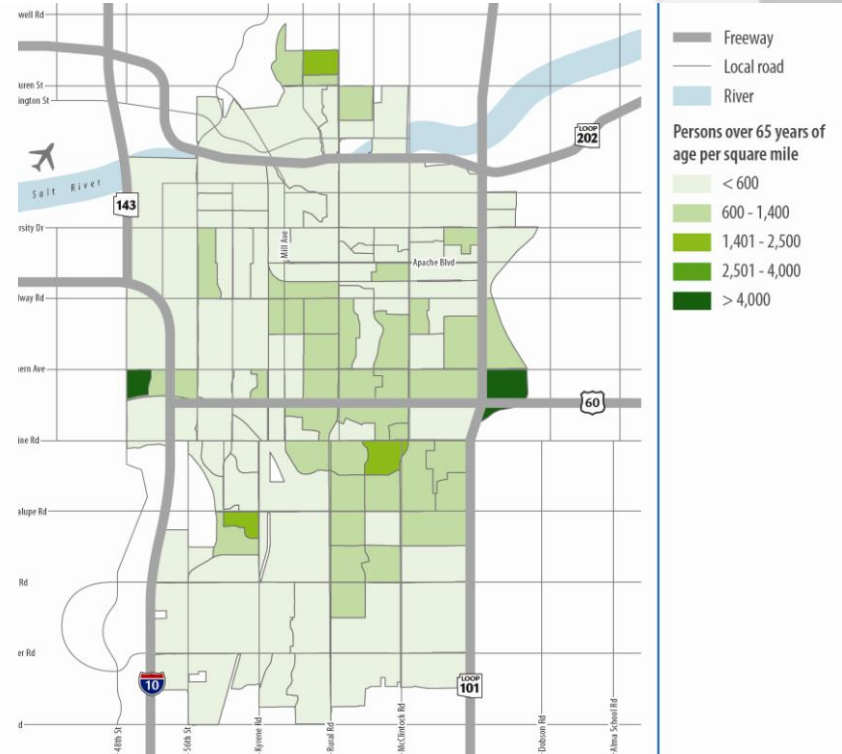 well Rd
uren St
ington St
Salt River
143
LOOP
202
rsity Dr
Mill Ave
Apache Blvd
lway Rd
ern Ave
60
ine Rd
alupe Rd
Rd
er Rd
10
LOOP
101
d
48th St
56th St
Kyrene Rd
Rural Rd
McClintock Rd
Dobson Rd
Alma School Rd
Freeway
Local road
River
Persons over 65 years of
age per square mile
< 600
600 - 1,400
1,401 - 2,500
2,501 - 4,000
> 4,000